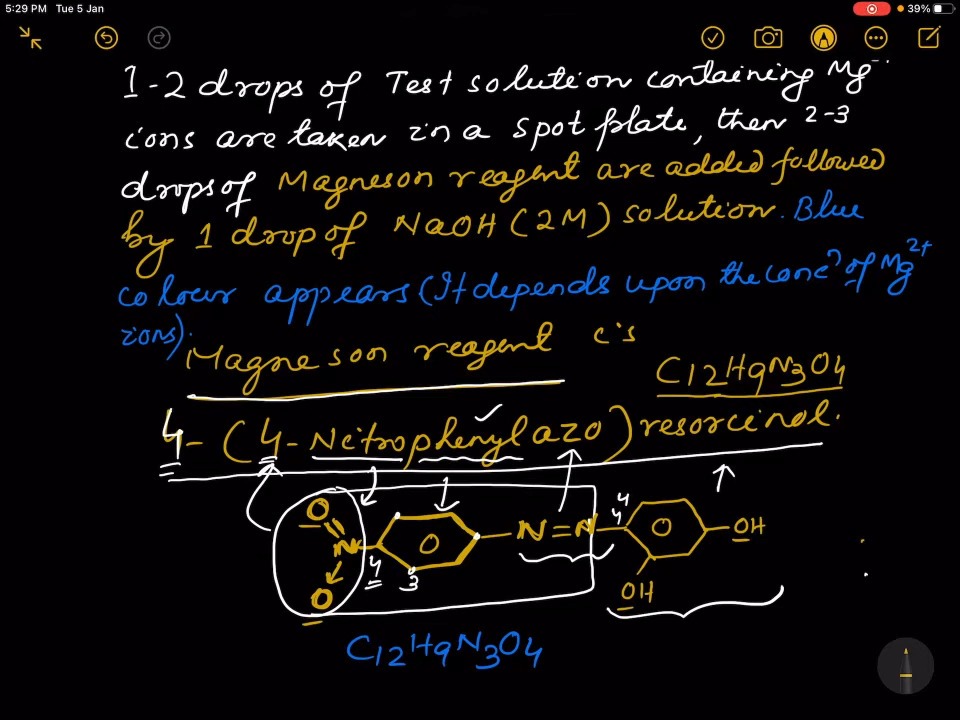 5:29 PM Tue 5 Jan 39%
1-2 drops of Test solution containing Mg
ions are taken in a spot plate, then 2-3
drops of Magneson reagent are added followed
by 1 drop of NaOH (2M) solution. Blue
colour appears (It depends upon the concn of Mg2+
ions).
Magneson reagent is
C12H9N3O4
4-(4-Nitrophenylazo) resorcinol.
O
N
O
4
3
O
N=N
4
4
O
OH
OH
C12H9N3O4